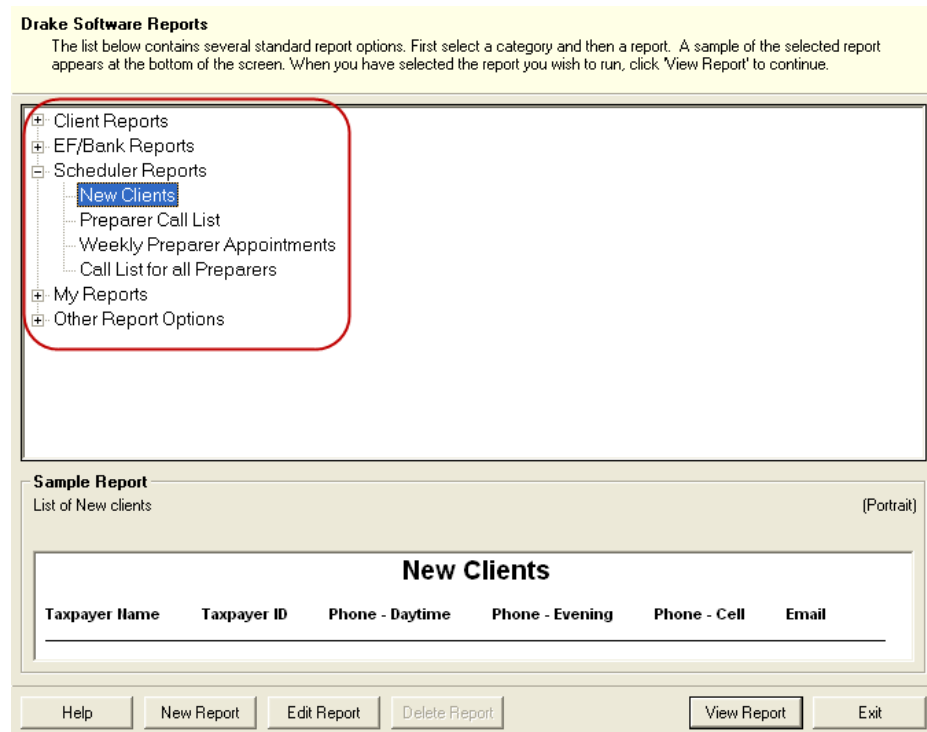 Drake Software Reports
The list below contains several standard report options. First select a category and then a report. A sample of the selected report
appears at the bottom of the screen. When you have selected the report you wish to run, click 'View Report' to continue.
Client Reports
EF/Bank Reports
Scheduler Reports
New Clients
Preparer Call List
Weekly Preparer Appointments
Call List for all Preparers
My Reports
Other Report Options
Sample Report
List of New clients (Portrait)
New Clients
Taxpayer Name Taxpayer ID Phone - Daytime Phone - Evening Phone - Cell Email
Help New Report Edit Report Delete Report View Report Exit